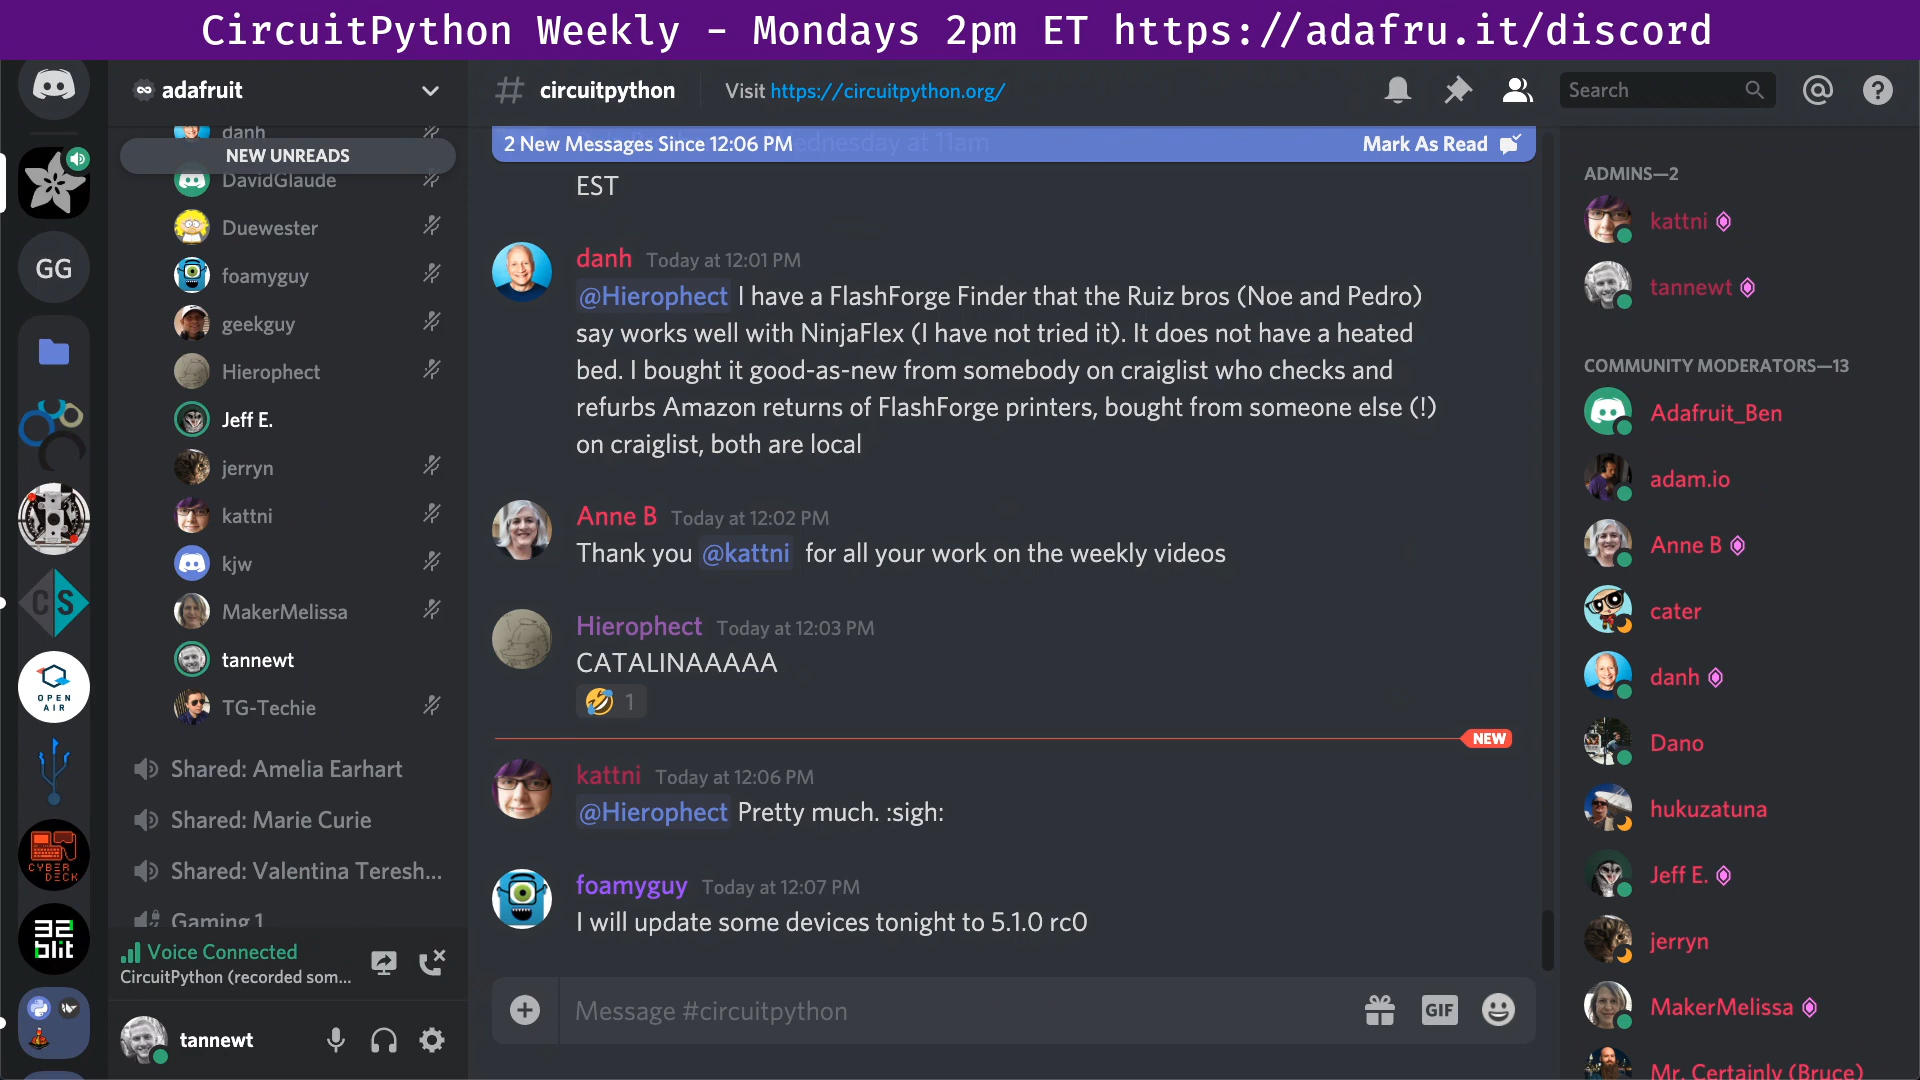 CircuitPython Weekly – Mondays 2pm ET https://adafru.it/discord
adafruit
danh
NEW UNREADS
DavidGlaude
Duewester
foamyguy
geekguy
Hierophect
Jeff E.
jerryn
kattni
kjw
MakerMelissa
tannewt
TG-Techie
Shared: Amelia Earhart
Shared: Marie Curie
Shared: Valentina Teresh...
Gaming 1
Voice Connected
CircuitPython (recorded som...
tannewt
GG
C S
OPEN
AIR
CYBER
DECK
32
blit
# circuitpython
Visit https://circuitpython.org/
Search
2 New Messages Since 12:06 PM
Mark As Read
Wednesday at 11am
EST
danh Today at 12:01 PM
@Hierophect I have a FlashForge Finder that the Ruiz bros (Noe and Pedro)
say works well with NinjaFlex (I have not tried it). It does not have a heated
bed. I bought it good-as-new from somebody on craiglist who checks and
refurbs Amazon returns of FlashForge printers, bought from someone else (!)
on craiglist, both are local
Anne B Today at 12:02 PM
Thank you @kattni for all your work on the weekly videos
Hierophect Today at 12:03 PM
CATALINAAAAA
🤣 1
NEW
kattni Today at 12:06 PM
@Hierophect Pretty much. :sigh:
foamyguy Today at 12:07 PM
I will update some devices tonight to 5.1.0 rc0
Message #circuitpython
GIF
ADMINS—2
kattni
tannewt
COMMUNITY MODERATORS—13
Adafruit_Ben
adam.io
Anne B
cater
danh
Dano
hukuzatuna
Jeff E.
jerryn
MakerMelissa
Mr. Certainly (Bruce)